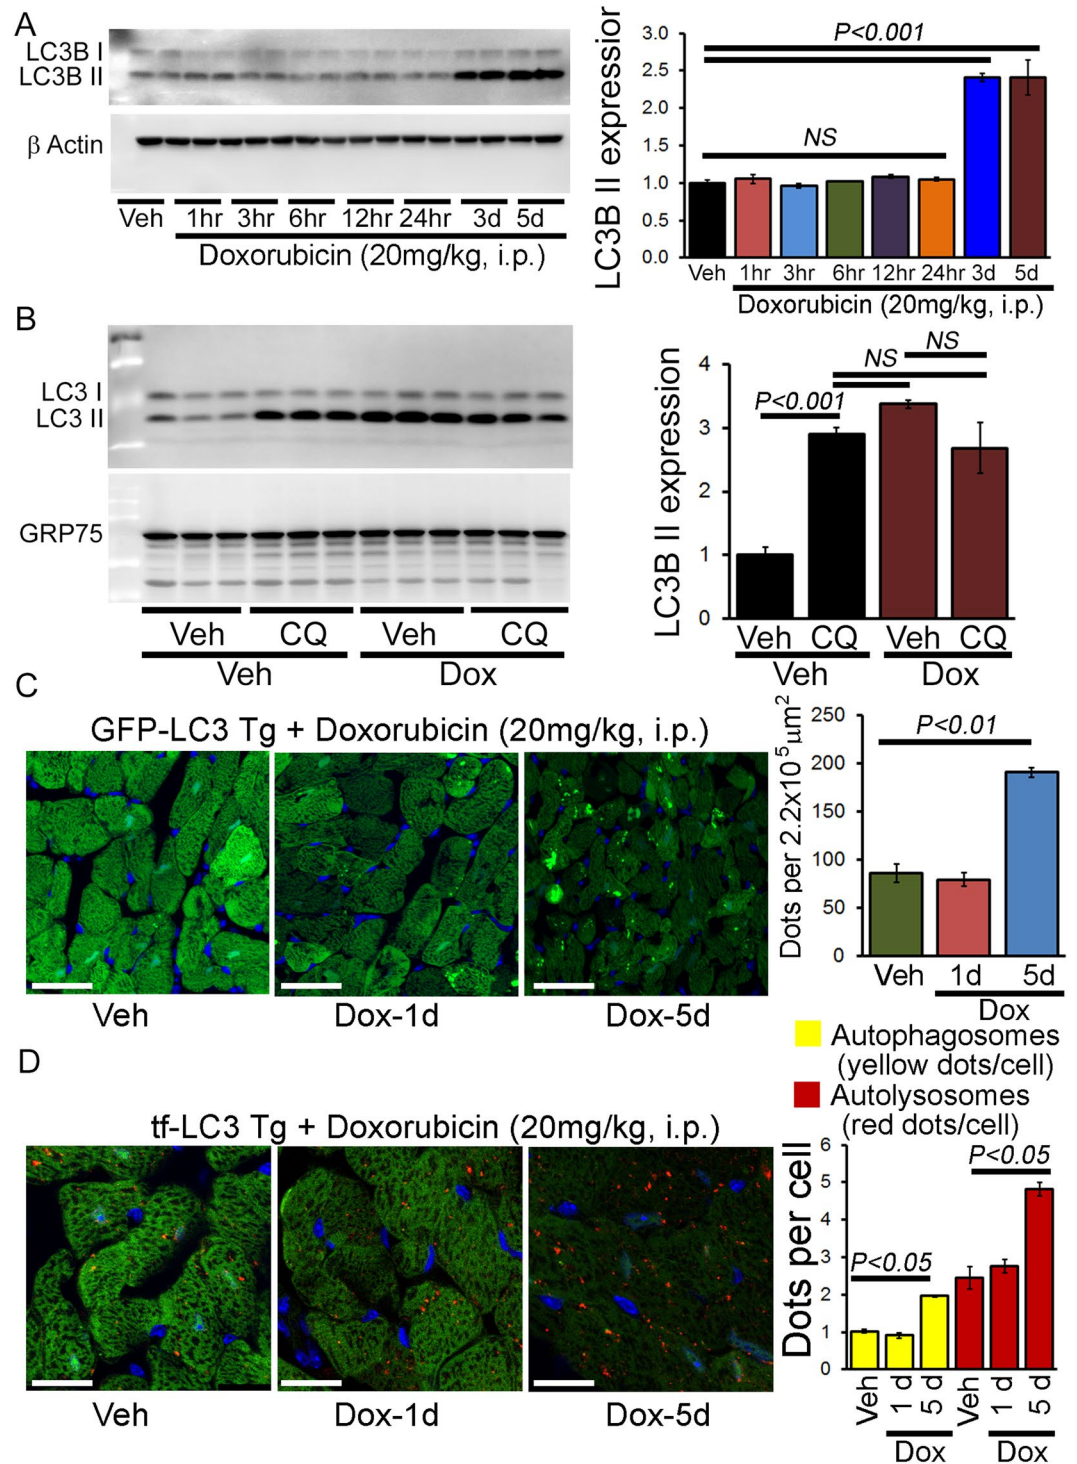 A
LC3B I
LC3B II
β Actin
Veh 1hr 3hr 6hr 12hr 24hr 3d 5d
Doxorubicin (20mg/kg, i.p.)
LC3B II expression
3.0
2.5
2.0
1.5
1.0
0.5
0.0
P<0.001
NS
Veh 1hr 3hr 6hr 12hr 24hr 3d 5d
Doxorubicin (20mg/kg, i.p.)
B
LC3 I
LC3 II
GRP75
Veh CQ Veh CQ
Veh Dox
LC3B II expression
4
3
2
1
0
NS
NS
P<0.001
Veh CQ Veh CQ
Veh Dox
C
GFP-LC3 Tg + Doxorubicin (20mg/kg, i.p.)
Veh Dox-1d Dox-5d
Dots per 2.2x10⁵μm²
250
200
150
100
50
0
P<0.01
Veh 1d 5d
Dox
D
tf-LC3 Tg + Doxorubicin (20mg/kg, i.p.)
Veh Dox-1d Dox-5d
Autophagosomes
(yellow dots/cell)
Autolysosomes
(red dots/cell)
Dots per cell
6
5
4
3
2
1
0
P<0.05
P<0.05
Veh 1 d 5 d Veh 1 d 5 d
Dox Dox